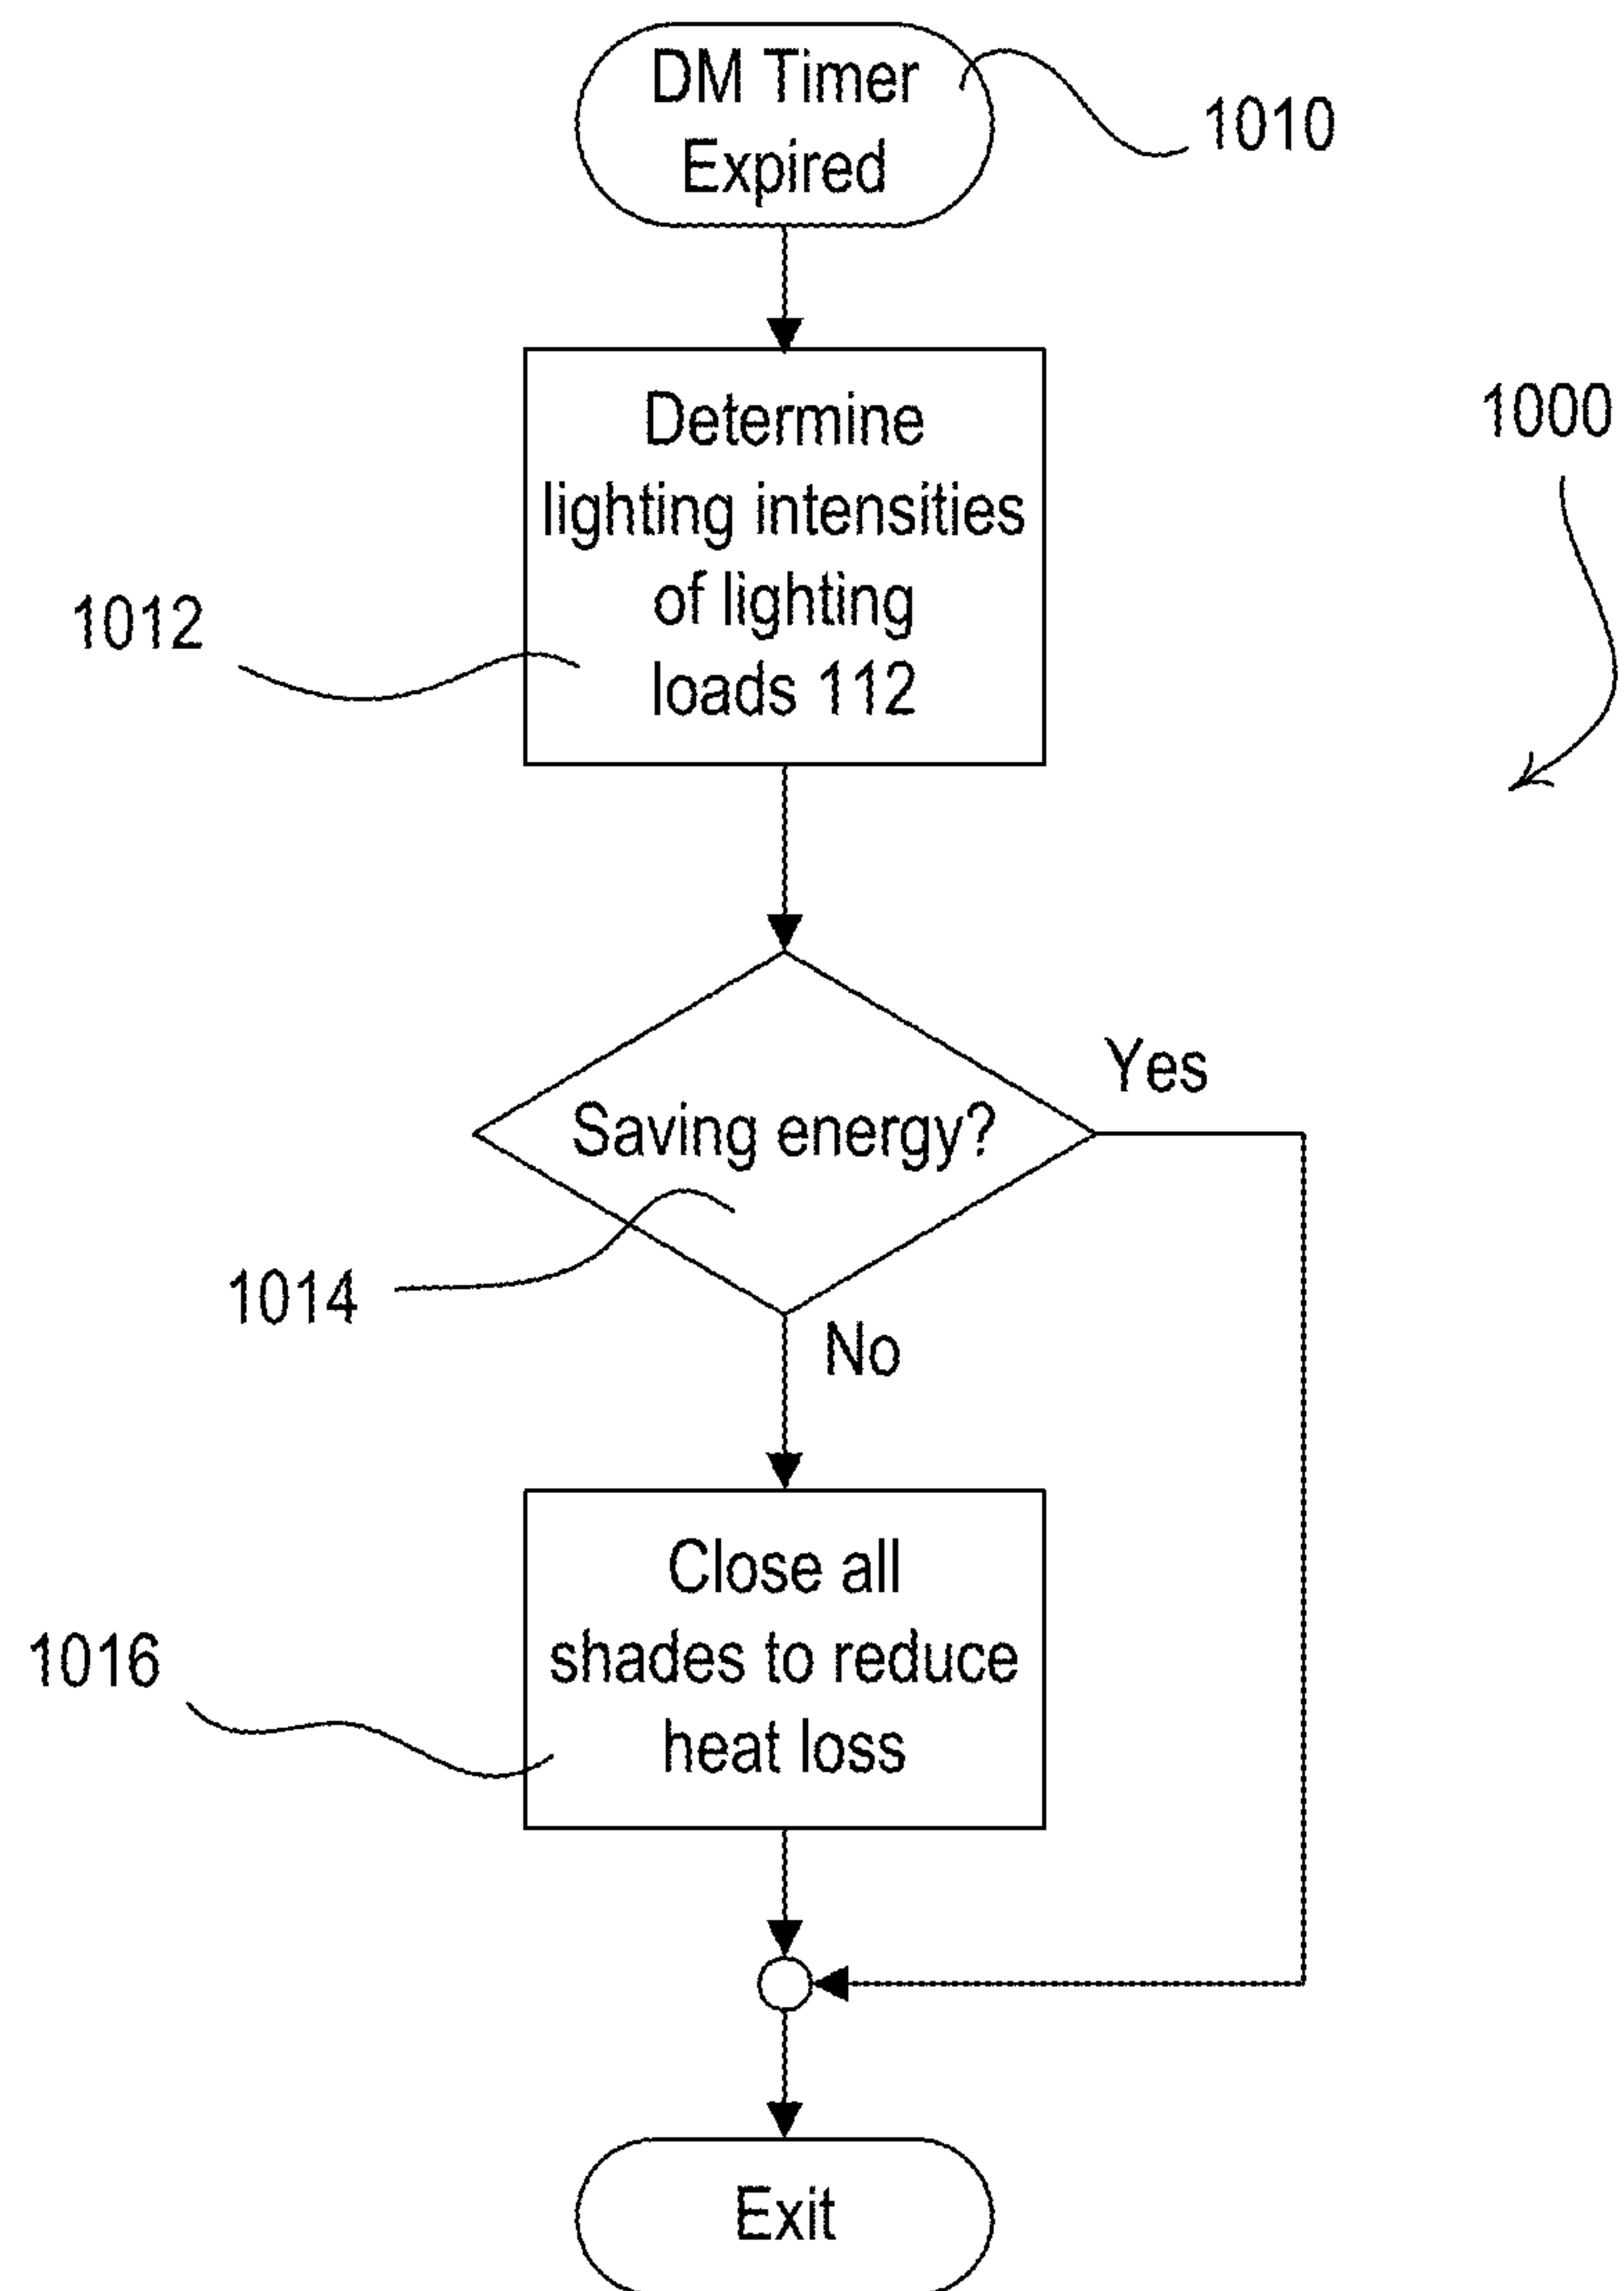 DM Timer
Expired
1010
1000
Determine
lighting intensities
of lighting
loads 112
1012
Yes
Saving energy?
1014
No
Close all
shades to reduce
heat loss
1016
Exit